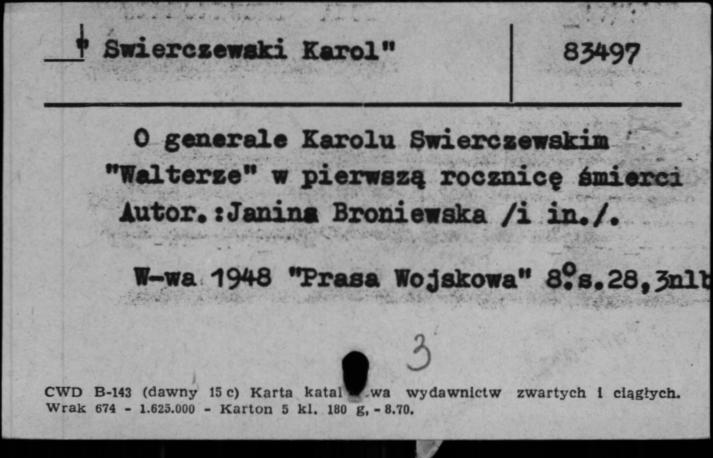 " Swierczewski Karol" 83497
O generale Karolu Swierczewskim
"Walterze" w pierwszą rocznicę śmierci
Autor.:Janina Broniewska /i in./.
W-wa 1948 "Prasa Wojskowa" 8°.s.28,3nlb
3
CWD B-143 (dawny 15 c) Karta katal wa wydawnictw zwartych i ciągłych.
Wrak 674 - 1.625.000 - Karton 5 kl. 180 g, - 8.70.